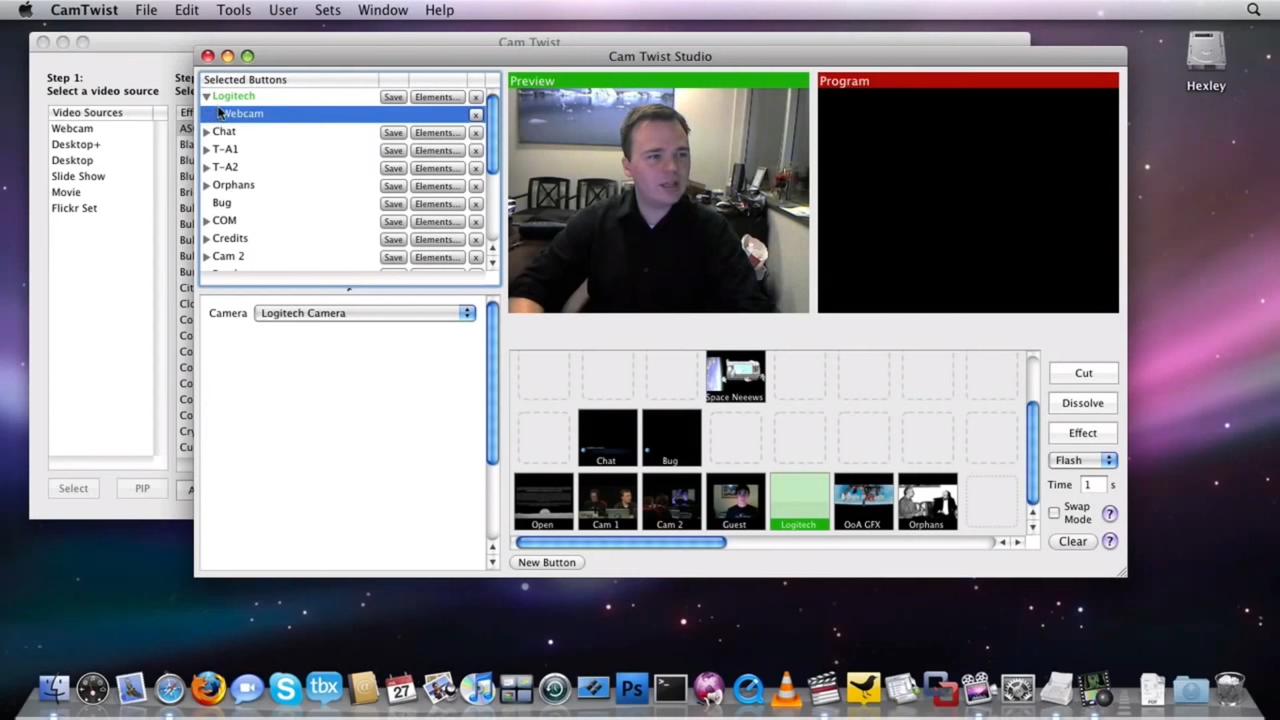 CamTwist File Edit Tools User Sets Window Help
Cam Twist
Cam Twist Studio
Hexley
Step 1:
Select a video source
Video Sources
Webcam
Desktop+
Desktop
Slide Show
Movie
Flickr Set
Select PIP
Selected Buttons
Logitech Save Elements... x
Webcam x
Chat Save Elements... x
T-A1 Save Elements... x
T-A2 Save Elements... x
Orphans Save Elements... x
Bug Save Elements... x
COM Save Elements... x
Credits Save Elements... x
Cam 2 Save Elements... x
Camera Logitech Camera
Preview
Program
Space Neeews
Chat Bug
Open Cam 1 Cam 2 Guest Logitech OoA GFX Orphans
New Button
Cut
Dissolve
Effect
Flash
Time 1 s
Swap
Mode ?
Clear ?
tbx
27
Ps
PDF